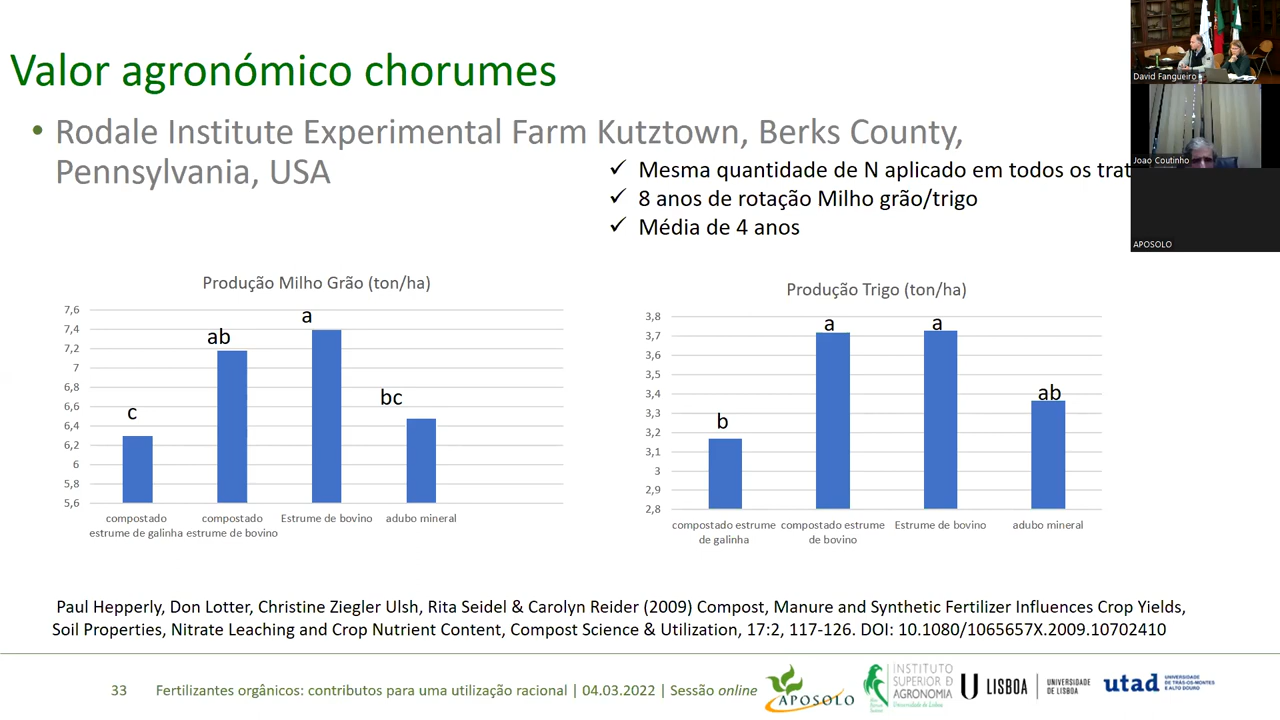 Valor agronómico chorumes
• Rodale Institute Experimental Farm Kutztown, Berks County,
Pennsylvania, USA
✓ Mesma quantidade de N aplicado em todos os trat
✓ 8 anos de rotação Milho grão/trigo
✓ Média de 4 anos
David Fangueiro
Joao Coutinho
APOSOLO
Produção Milho Grão (ton/ha)
7,6
7,4
7,2
7
6,8
6,6
6,4
6,2
6
5,8
5,6
c
ab
a
bc
compostado
estrume de galinha
compostado
estrume de bovino
Estrume de bovino
adubo mineral
Produção Trigo (ton/ha)
3,8
3,7
3,6
3,5
3,4
3,3
3,2
3,1
3
2,9
2,8
b
a
a
ab
compostado estrume
de galinha
compostado estrume
de bovino
Estrume de bovino
adubo mineral
Paul Hepperly, Don Lotter, Christine Ziegler Ulsh, Rita Seidel & Carolyn Reider (2009) Compost, Manure and Synthetic Fertilizer Influences Crop Yields,
Soil Properties, Nitrate Leaching and Crop Nutrient Content, Compost Science & Utilization, 17:2, 117-126. DOI: 10.1080/1065657X.2009.10702410
33 Fertilizantes orgânicos: contributos para uma utilização racional | 04.03.2022 | Sessão online
APOSOLO
INSTITUTO
SUPERIOR D
AGRONOMIA
Universidade de Lisboa
LISBOA
UNIVERSIDADE
DE LISBOA
utad
UNIVERSIDADE
DE TRÁS-OS-MONTES
E ALTO DOURO